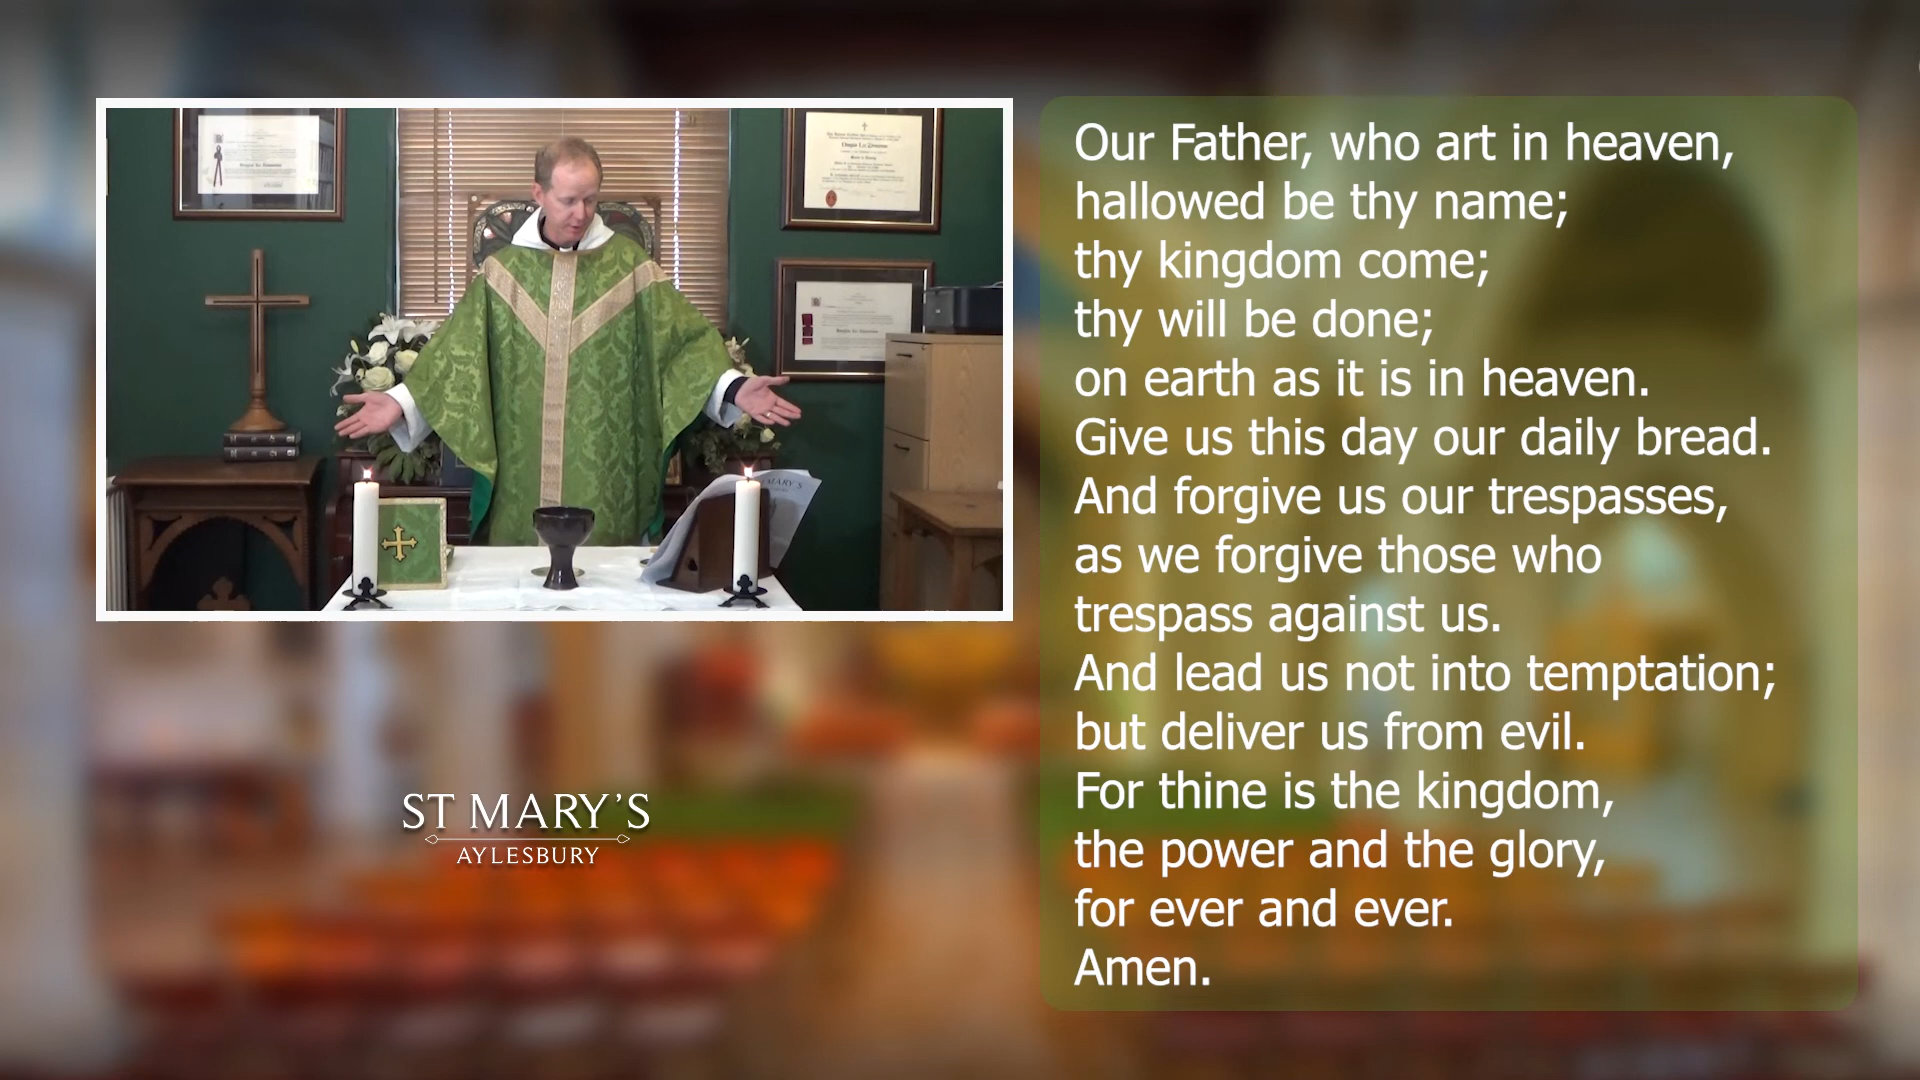 Our Father, who art in heaven,
hallowed be thy name;
thy kingdom come;
thy will be done;
on earth as it is in heaven.
Give us this day our daily bread.
And forgive us our trespasses,
as we forgive those who
trespass against us.
And lead us not into temptation;
but deliver us from evil.
For thine is the kingdom,
the power and the glory,
for ever and ever.
Amen.
MARY'S
ST MARY'S
AYLESBURY